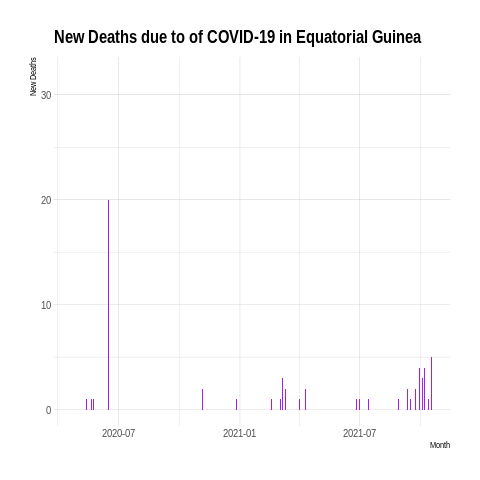 New Deaths due to of COVID-19 in Equatorial Guinea
New Deaths
30
20
10
0
2020-07 2021-01 2021-07
Month